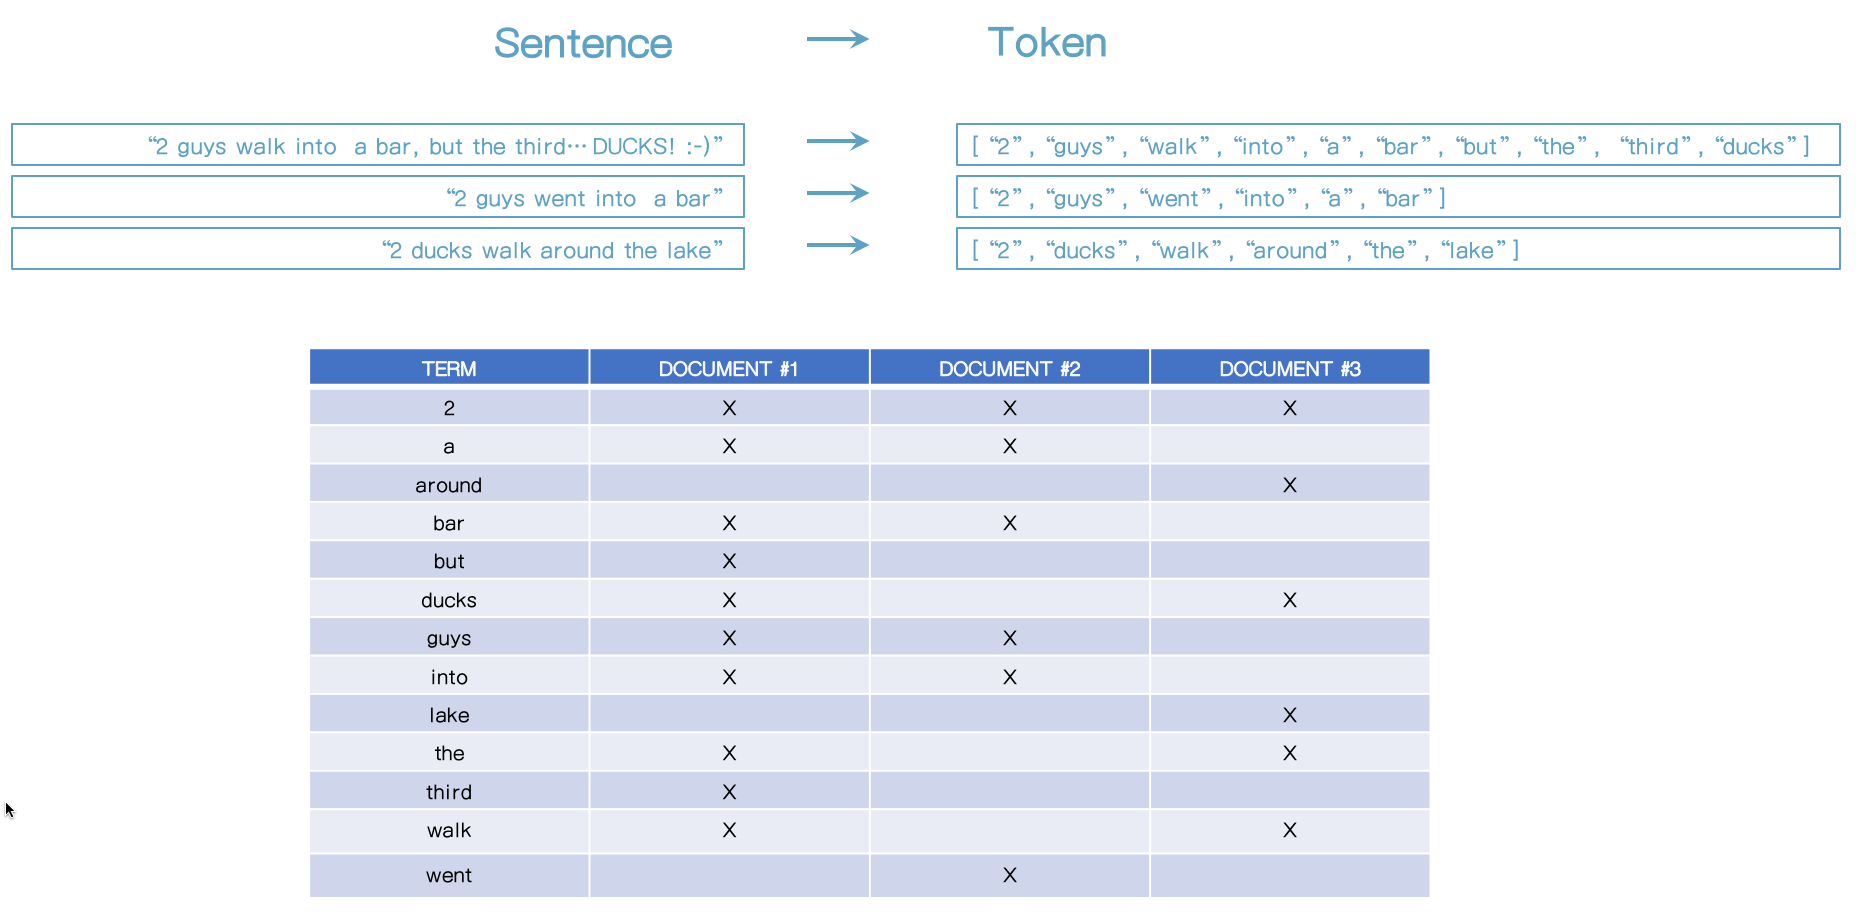 Sentence → Token
“2 guys walk into  a bar, but the third… DUCKS! :-)” → [ “2”, “guys”, “walk”, “into”, “a”, “bar”, “but”, “the”,  “third”, “ducks” ]
“2 guys went into  a bar” → [ “2”, “guys”, “went”, “into”, “a”, “bar” ]
“2 ducks walk around the lake” → [ “2”, “ducks”, “walk”, “around”, “the”, “lake” ]
TERM DOCUMENT #1 DOCUMENT #2 DOCUMENT #3
2 X X X
a X X
around X
bar X X
but X
ducks X X
guys X X
into X X
lake X
the X X
third X
walk X X
went X